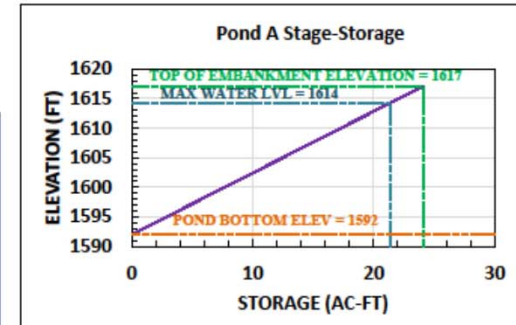 Pond A Stage-Storage
1620
TOP OF EMBANKMENT ELEVATION = 1617
1615
MAX WATER LVL = 1614
1610
1605
1600
1595
POND BOTTOM ELEV = 1592
1590
ELEVATION (FT)
0 10 20 30
STORAGE (AC-FT)